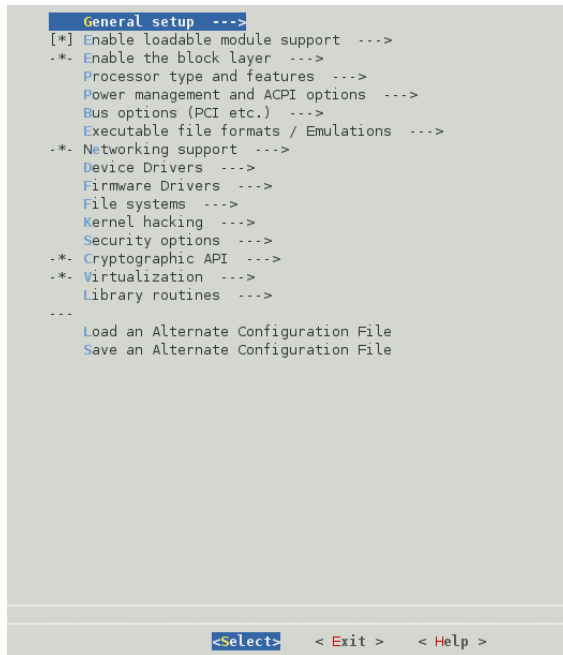 General setup  --->
[*] Enable loadable module support  --->
-*- Enable the block layer  --->
Processor type and features  --->
Power management and ACPI options  --->
Bus options (PCI etc.)  --->
Executable file formats / Emulations  --->
-*- Networking support  --->
Device Drivers  --->
Firmware Drivers  --->
File systems  --->
Kernel hacking  --->
Security options  --->
-*- Cryptographic API  --->
-*- Virtualization  --->
Library routines  --->
---
Load an Alternate Configuration File
Save an Alternate Configuration File
<Select>    < Exit >    < Help >